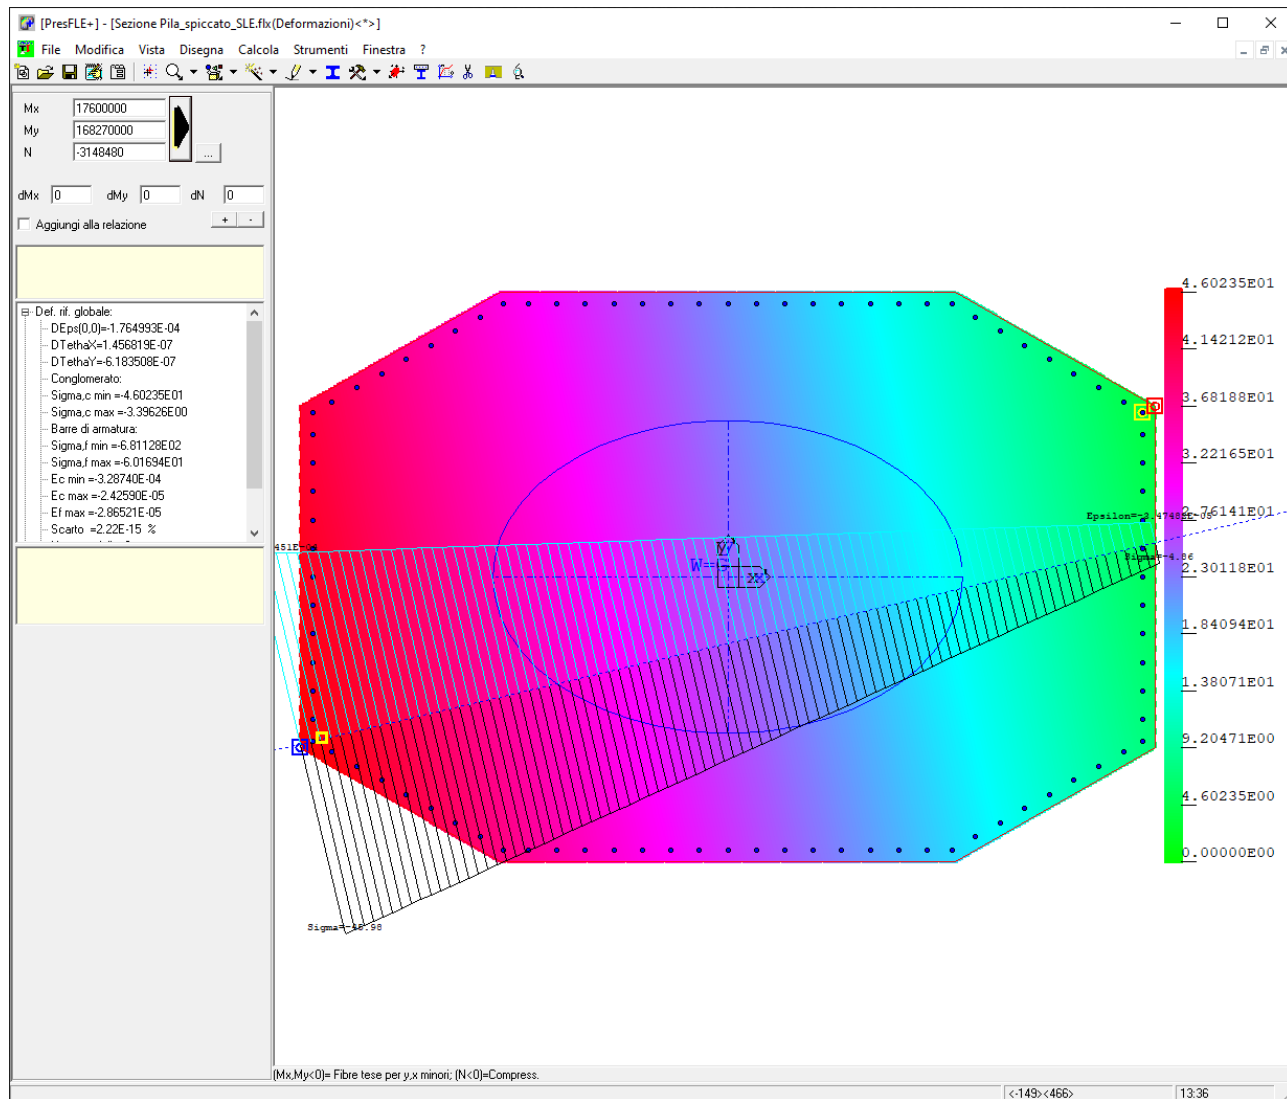 [PresFLE+] - [Sezione Pila_spiccato_SLE.flx(Deformazioni)<*>]
File Modifica Vista Disegna Calcola Strumenti Finestra ?
Mx 17600000
My 168270000
N -3148480
...
dMx 0 dMy 0 dN 0
+ -
Aggiungi alla relazione
Def. rif. globale:
DEps(0,0)=-1.764993E-04
DTethaX=1.456819E-07
DTethaY=-6.183508E-07
Conglomerato:
Sigma,c min =-4.60235E01
Sigma,c max =-3.39626E00
Barre di armatura:
Sigma,f min =-6.81128E02
Sigma,f max =-6.01694E01
Ec min =-3.28740E-04
Ec max =-2.42590E-05
Ef max =-2.86521E-05
Scarto =2.22E-15 %
4.60235E01
4.14212E01
3.68188E01
3.22165E01
2.76141E01
2.30118E01
1.84094E01
1.38071E01
9.20471E00
4.60235E00
0.00000E00
(Mx,My<0)= Fibre tese per y,x minori; (N<0)=Compress.
<-149><466> 13:36